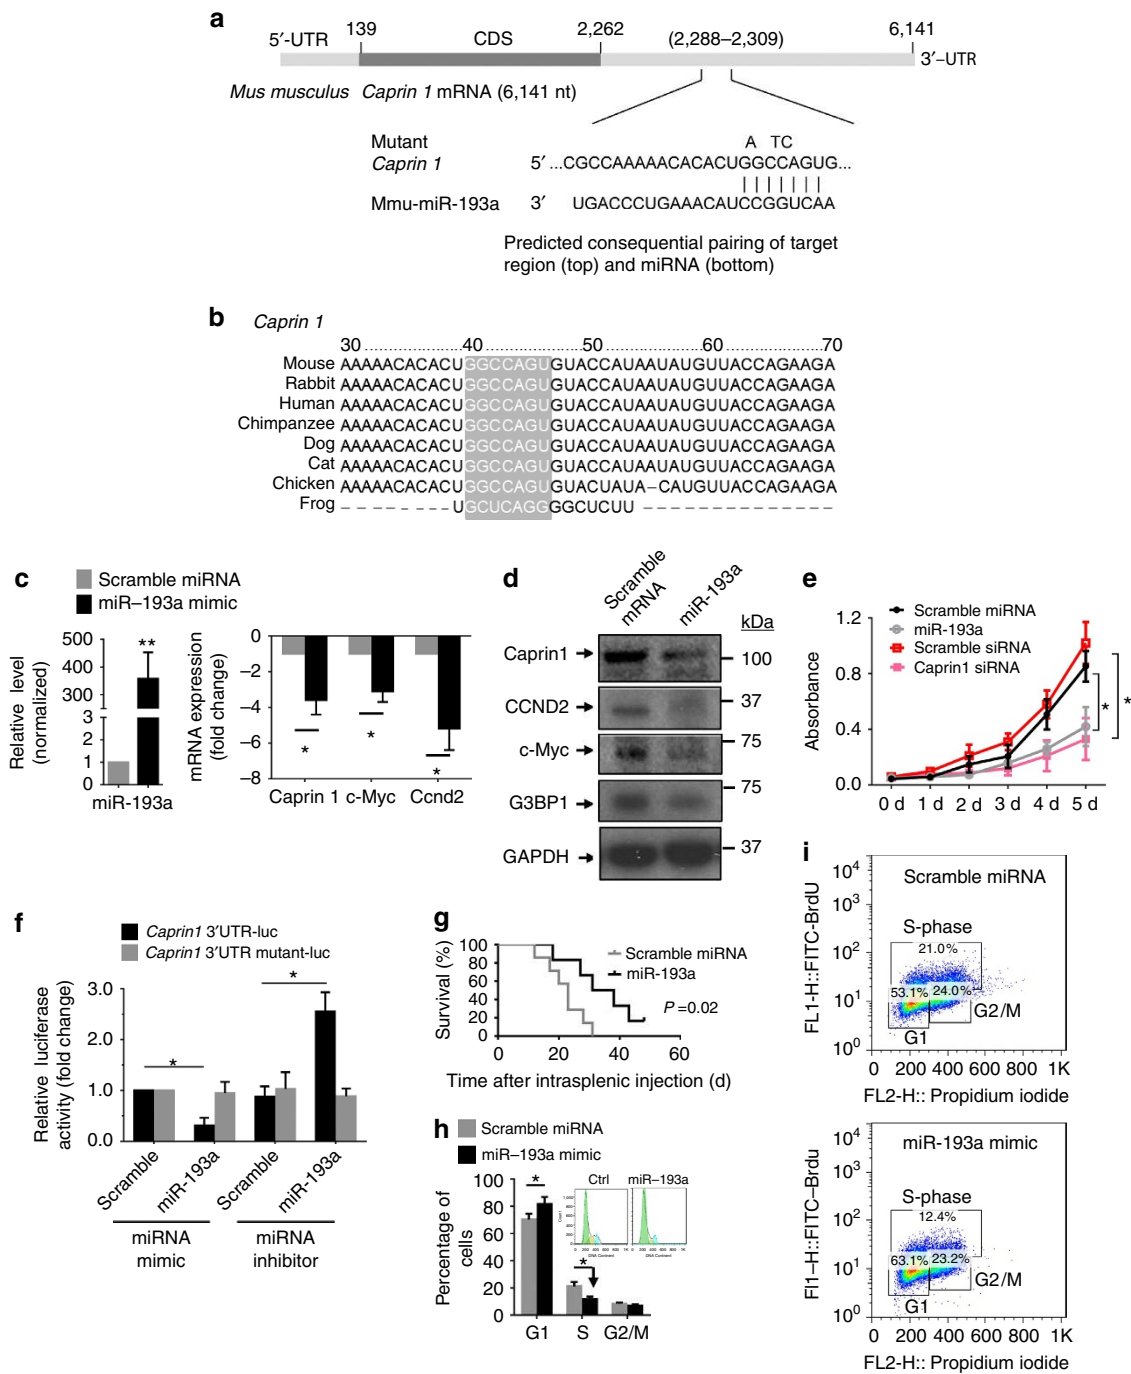 a
5′-UTR
139
CDS
2,262
(2,288–2,309)
6,141
3′–UTR
Mus musculus Caprin 1 mRNA (6,141 nt)
Mutant
A TC
Caprin 1
5′ ...CGCCAAAAACACACUGGCCAGUG...
Mmu-miR-193a
3′ UGACCCUGAAACAUCCGGUCAA
Predicted consequential pairing of target
region (top) and miRNA (bottom)
b
Caprin 1
30 40 50 60 70
Mouse AAAAACACACUGGCCAGUGUACCAUAAUAUGUUACCAGAAGA
Rabbit AAAAACACACUGGCCAGUGUACCAUAAUAUGUUACCAGAAGA
Human AAAAACACACUGGCCAGUGUACCAUAAUAUGUUACCAGAAGA
Chimpanzee AAAAACACACUGGCCAGUGUACCAUAAUAUGUUACCAGAAGA
Dog AAAAACACACUGGCCAGUGUACCAUAAUAUGUUACCAGAAGA
Cat AAAAACACACUGGCCAGUGUACCAUAAUAUGUUACCAGAAGA
Chicken AAAAACACACUGGCCAGUGUACUAUA–CAUGUUACCAGAAGA
Frog – – – – – – – – – – UGCUCAGGGGCUCUU – – – – – – – – – – – – – – – –
c
Scramble miRNA
miR–193a mimic
Relative level
(normalized)
500
400
300
3
2
1
0
**
miR-193a
mRNA expression
(fold change)
0
−2
−4
−6
−8
*
*
*
Caprin 1 c-Myc Ccnd2
d
Scramble
mRNA
miR-193a
kDa
Caprin1
100
CCND2
37
c-Myc
75
G3BP1
75
GAPDH
37
e
Scramble miRNA
miR-193a
Scramble siRNA
Caprin1 siRNA
Absorbance
1.2
0.8
0.4
0.0
*
*
0 d 1 d 2 d 3 d 4 d 5 d
f
Caprin1 3′UTR-luc
Caprin1 3′UTR mutant-luc
Relative luciferase
activity (fold change)
3.0
2.0
1.0
0.0
*
*
Scramble
miR-193a
Scramble
miR-193a
miRNA
mimic
miRNA
inhibitor
g
Survival (%)
100
80
60
40
20
0
Scramble miRNA
miR-193a
P =0.02
0 20 40 60
Time after intrasplenic injection (d)
h
Scramble miRNA
miR–193a mimic
Percentage of
cells
100
80
60
40
20
0
*
*
Ctrl
miR–193a
DNA Content
DNA Content
G1 S G2/M
i
FL1-H::FITC-BrdU
10⁴
10³
10²
10¹
10⁰
Scramble miRNA
S-phase
21.0%
53.1%
24.0%
G2/M
G1
0 200 400 600 800 1K
FL2-H:: Propidium iodide
Fl1–H::FITC–Brdu
10⁴
10³
10²
10¹
10⁰
miR-193a mimic
S-phase
12.4%
63.1%
23.2%
G2/M
G1
0 200 400 600 800 1K
FL2-H:: Propidium iodide